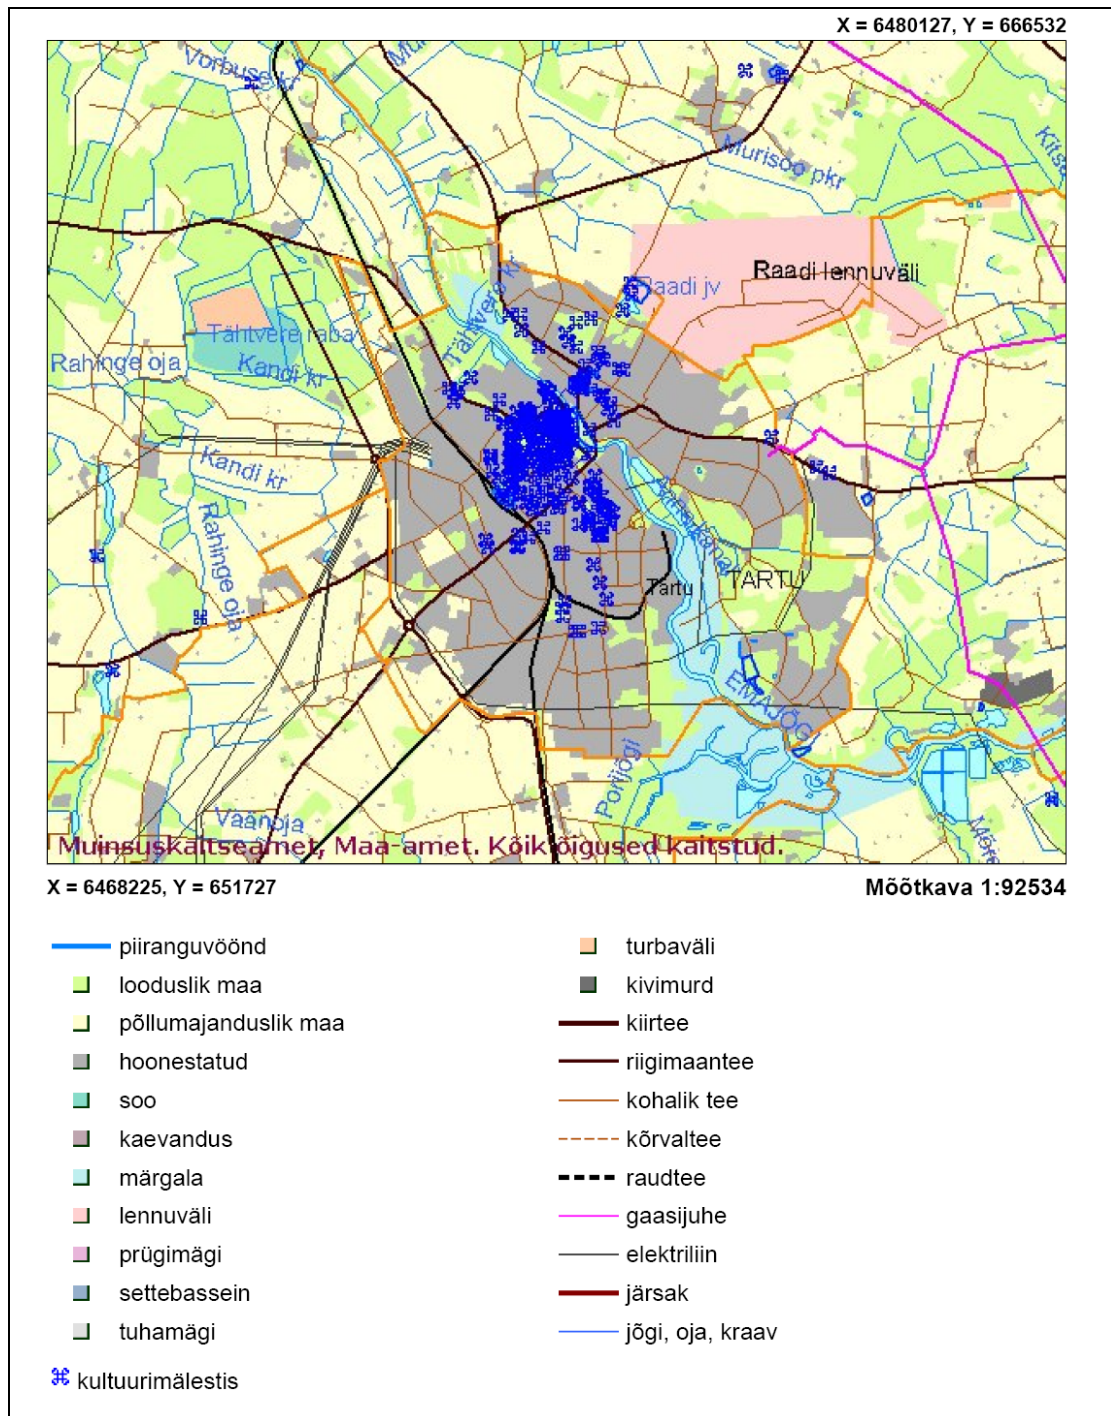 X = 6480127, Y = 666532
Vorbuse kr
Murisoo pkr
Raadi lennuväli
Raadi jv
Tähtvere kr
Tähtvere raba
Rahinge oja
Kandi kr
Kandi kr
Rahinge oja
Tartu
TARTU
EMAJÕGI
Porijõgi
Väänoja
Muinsuskaitseamet, Maa-amet. Kõik õigused kaitstud.
X = 6468225, Y = 651727
Mõõtkava 1:92534
piiranguvöönd
looduslik maa
põllumajanduslik maa
hoonestatud
soo
kaevandus
märgala
lennuväli
prügimägi
settebassein
tuhamägi
kultuurimälestis
turbaväli
kivimurd
kiirtee
riigimaantee
kohalik tee
kõrvaltee
raudtee
gaasijuhe
elektriliin
järsak
jõgi, oja, kraav